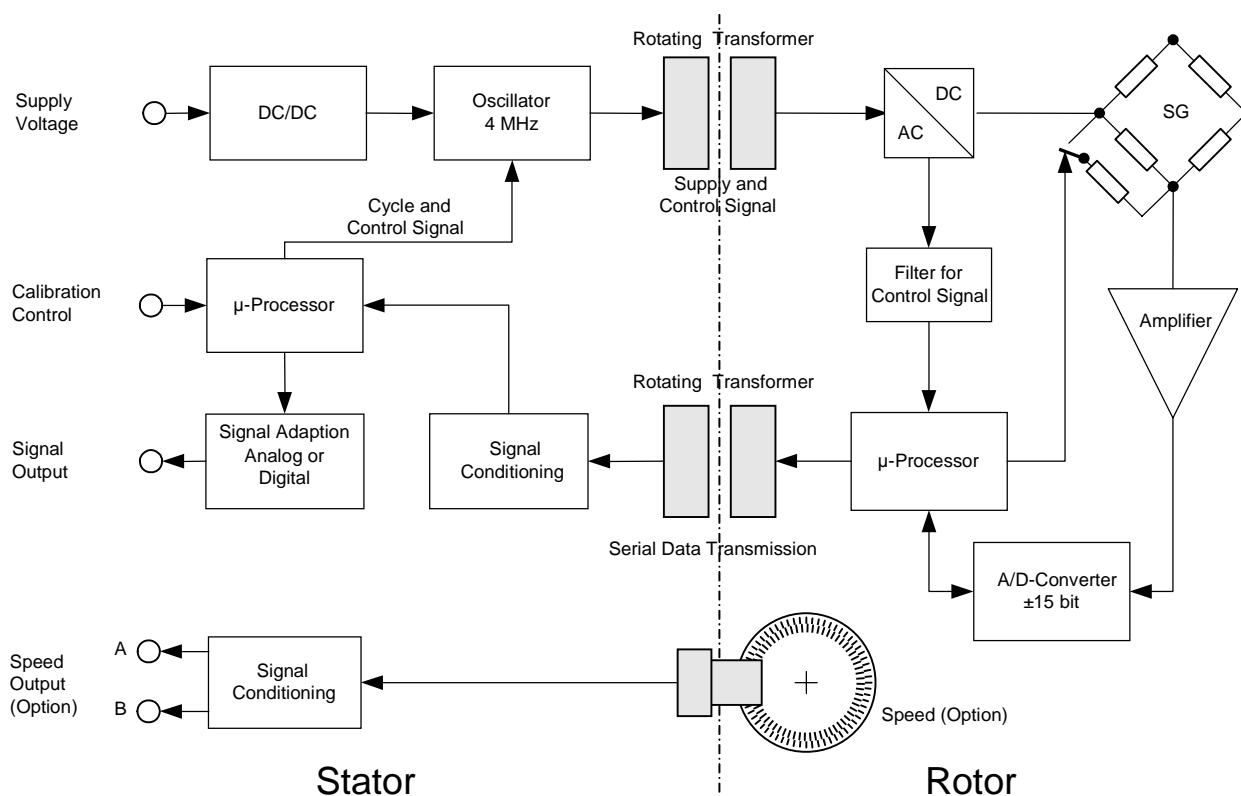 Rotating Transformer
Supply
Voltage
DC/DC
Oscillator
4 MHz
DC
AC
SG
Supply and
Control Signal
Cycle and
Control Signal
Calibration
Control
µ-Processor
Filter for
Control Signal
Amplifier
Rotating Transformer
Signal
Output
Signal Adaption
Analog or
Digital
Signal
Conditioning
µ-Processor
Serial Data Transmission
A/D-Converter
±15 bit
Speed
Output
(Option)
A
B
Signal
Conditioning
Speed (Option)
Stator
Rotor